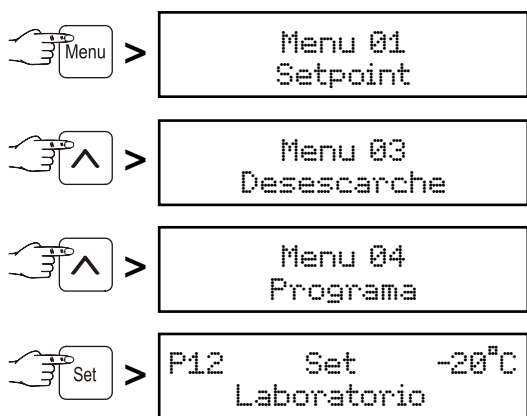 Menu > Menu 01
Setpoint
> Menu 03
Desescarche
> Menu 04
Programa
Set > P12 Set -20°C
Laboratorio